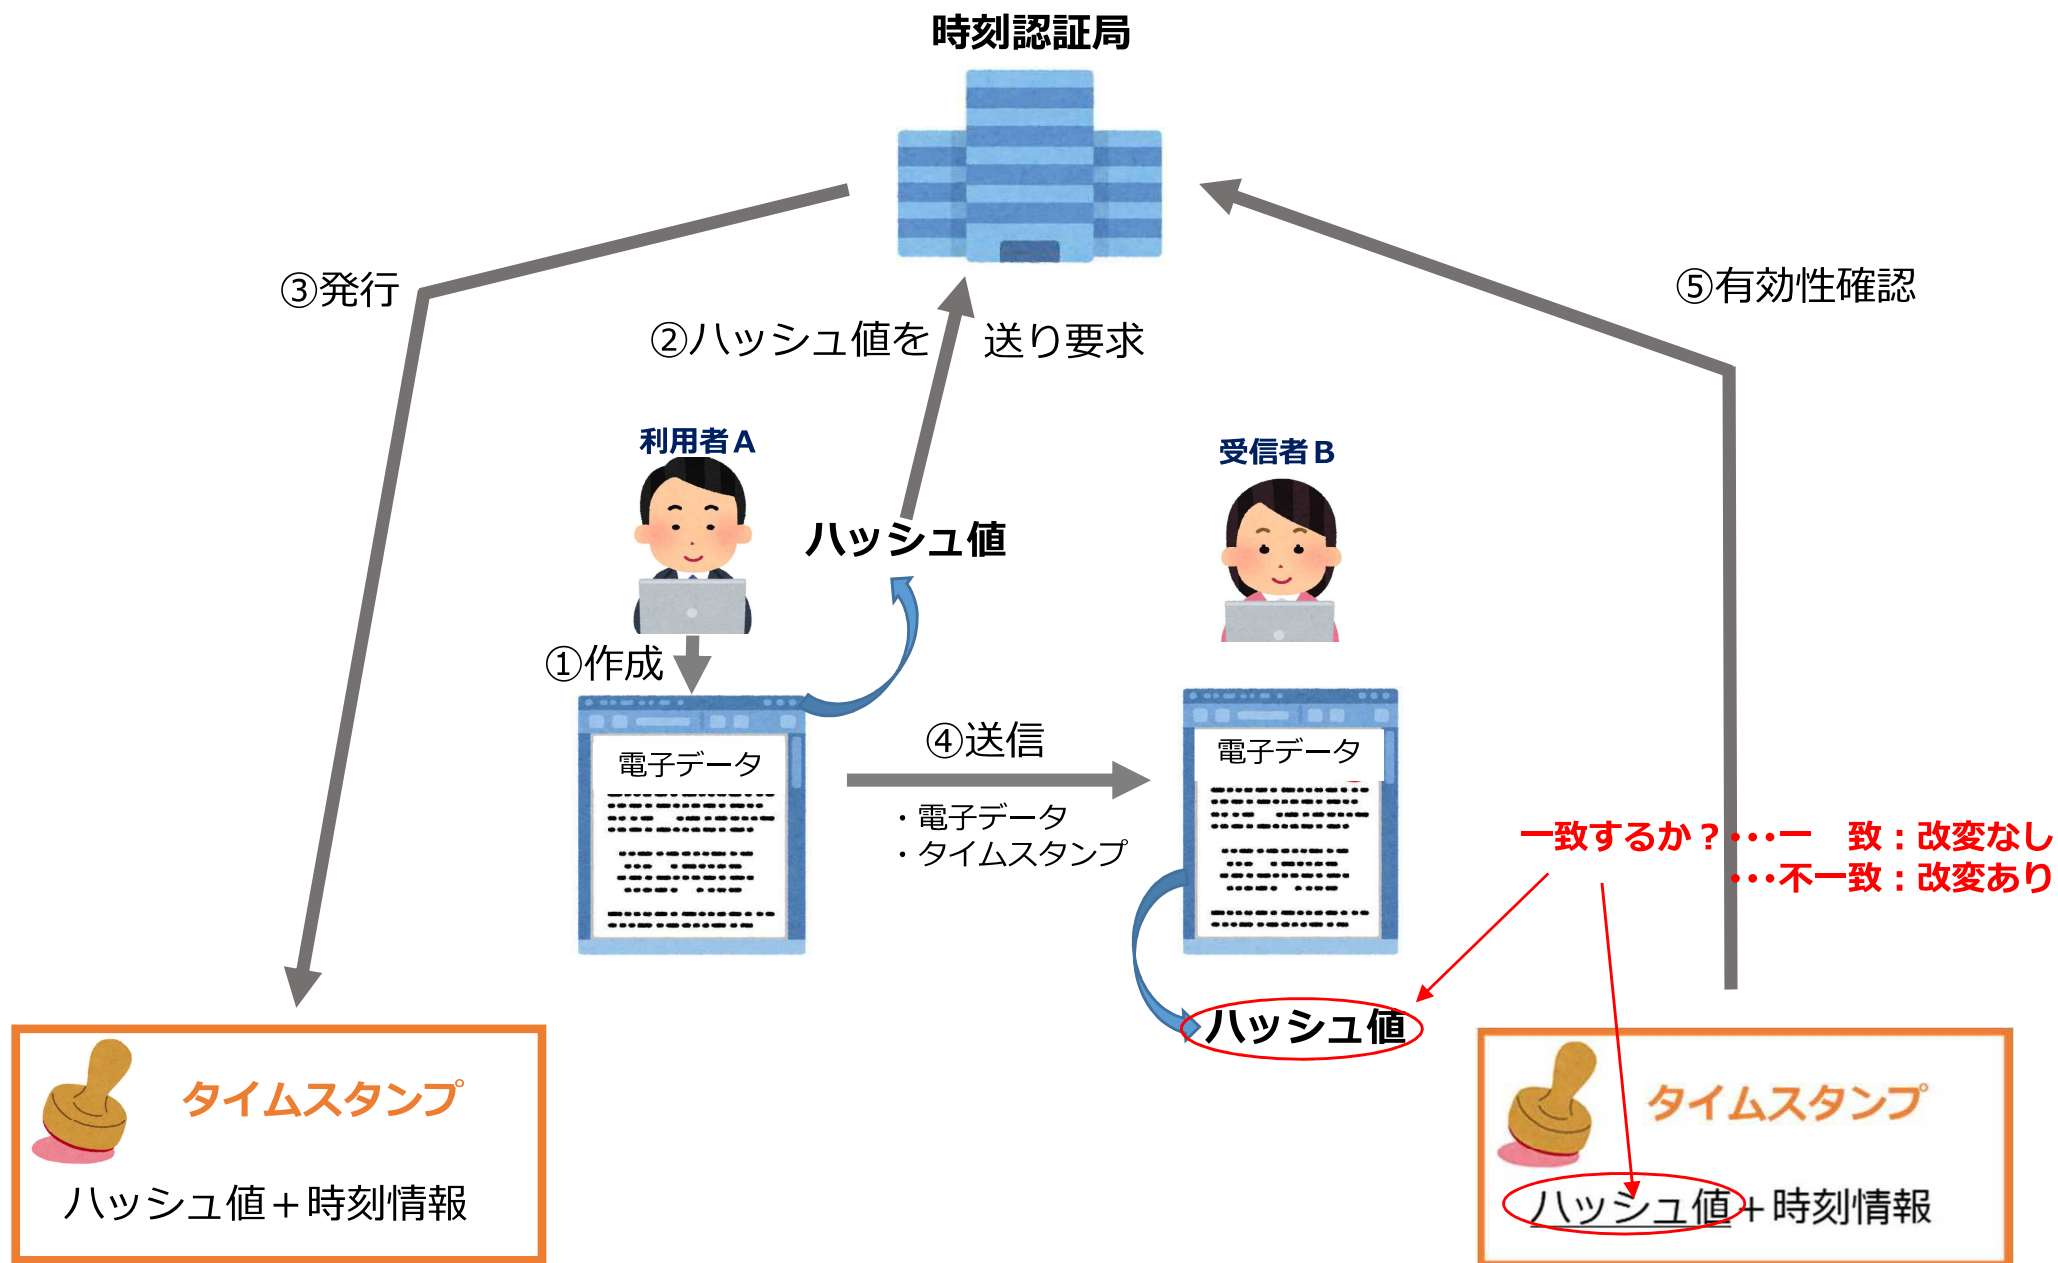 時刻認証局
③発行
②ハッシュ値を 送り要求
⑤有効性確認
利用者A
受信者B
ハッシュ値
①作成
電子データ
④送信
・電子データ
・タイムスタンプ
電子データ
一致するか？・・・一　致：改変なし
・・・不一致：改変あり
ハッシュ値
タイムスタンプ
ハッシュ値＋時刻情報
タイムスタンプ
ハッシュ値＋時刻情報